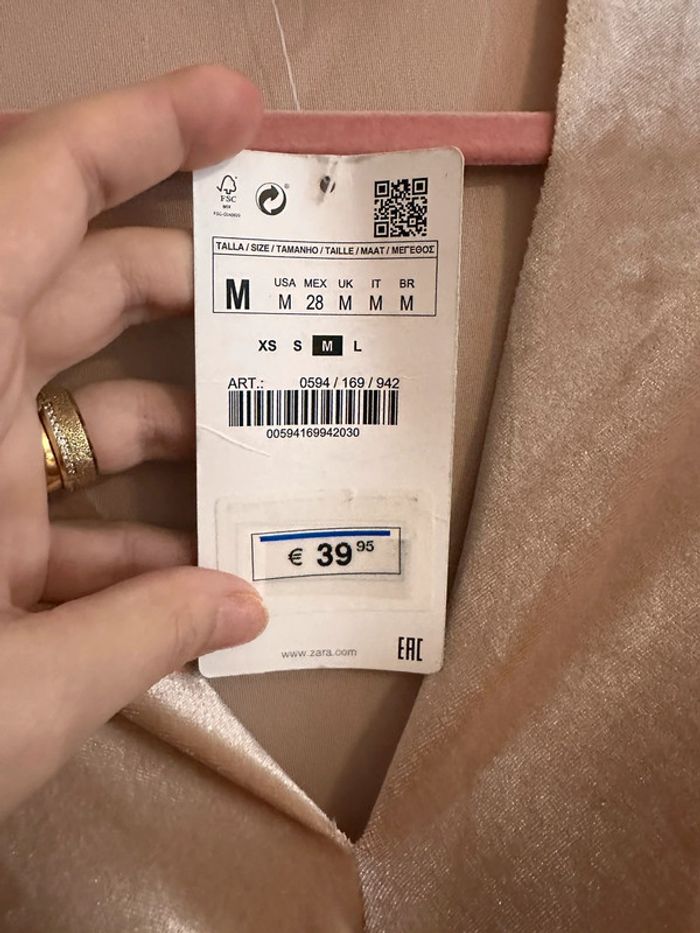 FSC
MIX
TALLA / SIZE / TAMANHO / TAILLE / MAAT / ΜΕΓΕΘΟΣ
M
USA MEX UK IT BR
M 28 M M M
XS S M L
ART.: 0594 / 169 / 942
00594169942030
€ 39 95
www.zara.com
EAC